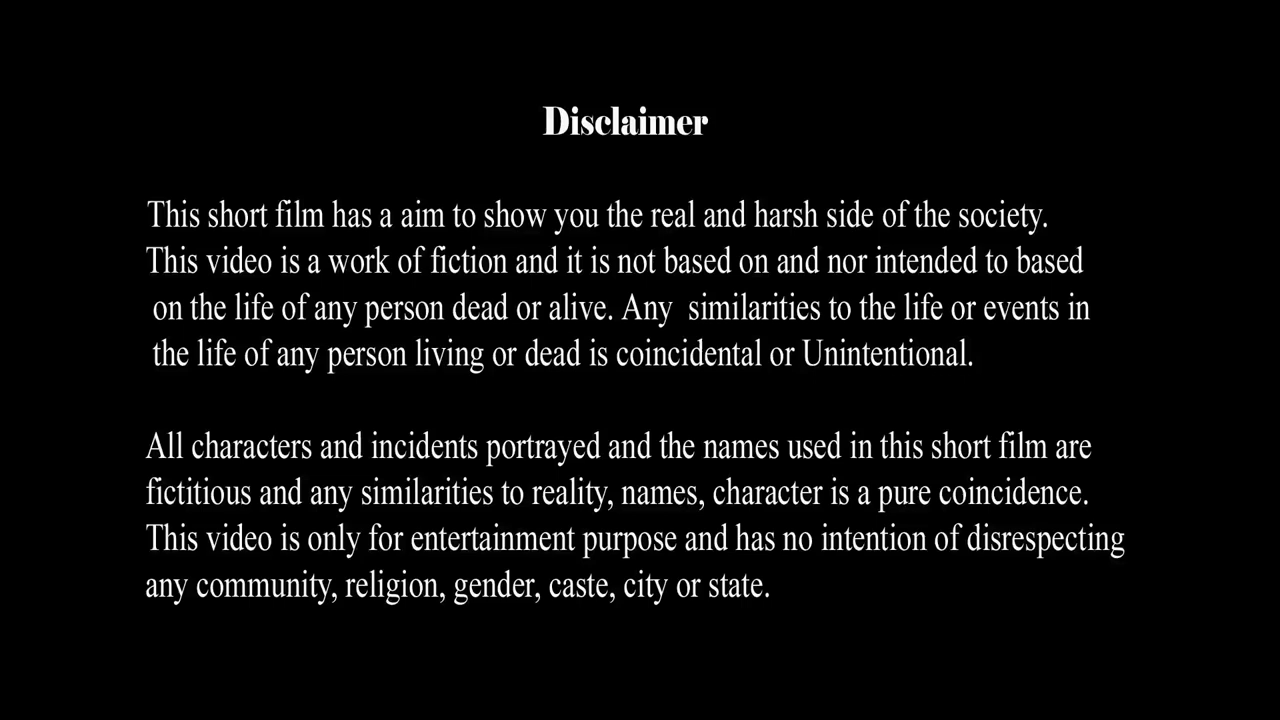 Disclaimer
This short film has a aim to show you the real and harsh side of the society.
This video is a work of fiction and it is not based on and nor intended to based
on the life of any person dead or alive. Any  similarities to the life or events in
the life of any person living or dead is coincidental or Unintentional.
All characters and incidents portrayed and the names used in this short film are
fictitious and any similarities to reality, names, character is a pure coincidence.
This video is only for entertainment purpose and has no intention of disrespecting
any community, religion, gender, caste, city or state.